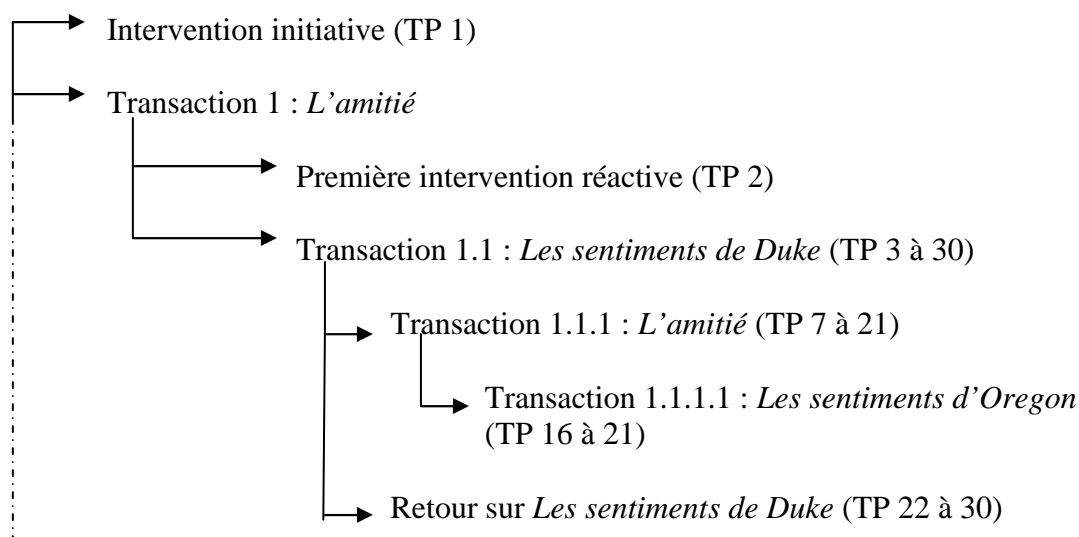 Intervention initiative (TP 1)
Transaction 1 : L’amitié
Première intervention réactive (TP 2)
Transaction 1.1 : Les sentiments de Duke (TP 3 à 30)
Transaction 1.1.1 : L’amitié (TP 7 à 21)
Transaction 1.1.1.1 : Les sentiments d’Oregon
(TP 16 à 21)
Retour sur Les sentiments de Duke (TP 22 à 30)